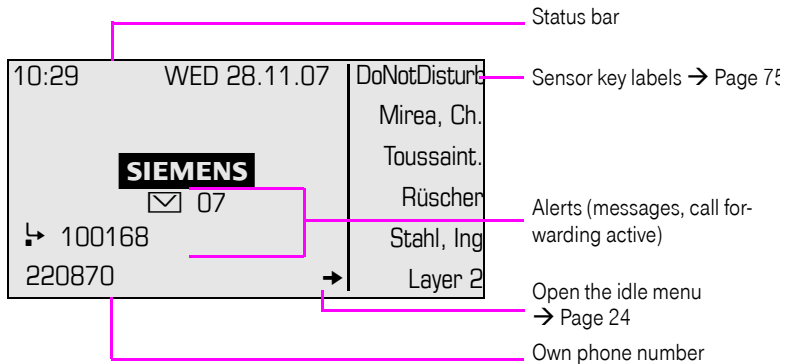 Status bar
10:29 WED 28.11.07 DoNotDisturb
Sensor key labels → Page 75
Mirea, Ch.
Toussaint.
SIEMENS
07 Rüscher
Alerts (messages, call for-
warding active)
100168 Stahl, Ing
220870 → Layer 2
Open the idle menu
→ Page 24
Own phone number